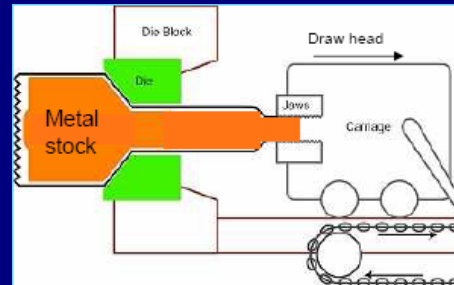 Die Block
Draw head
Die
Jaws
Metal
stock
Carriage